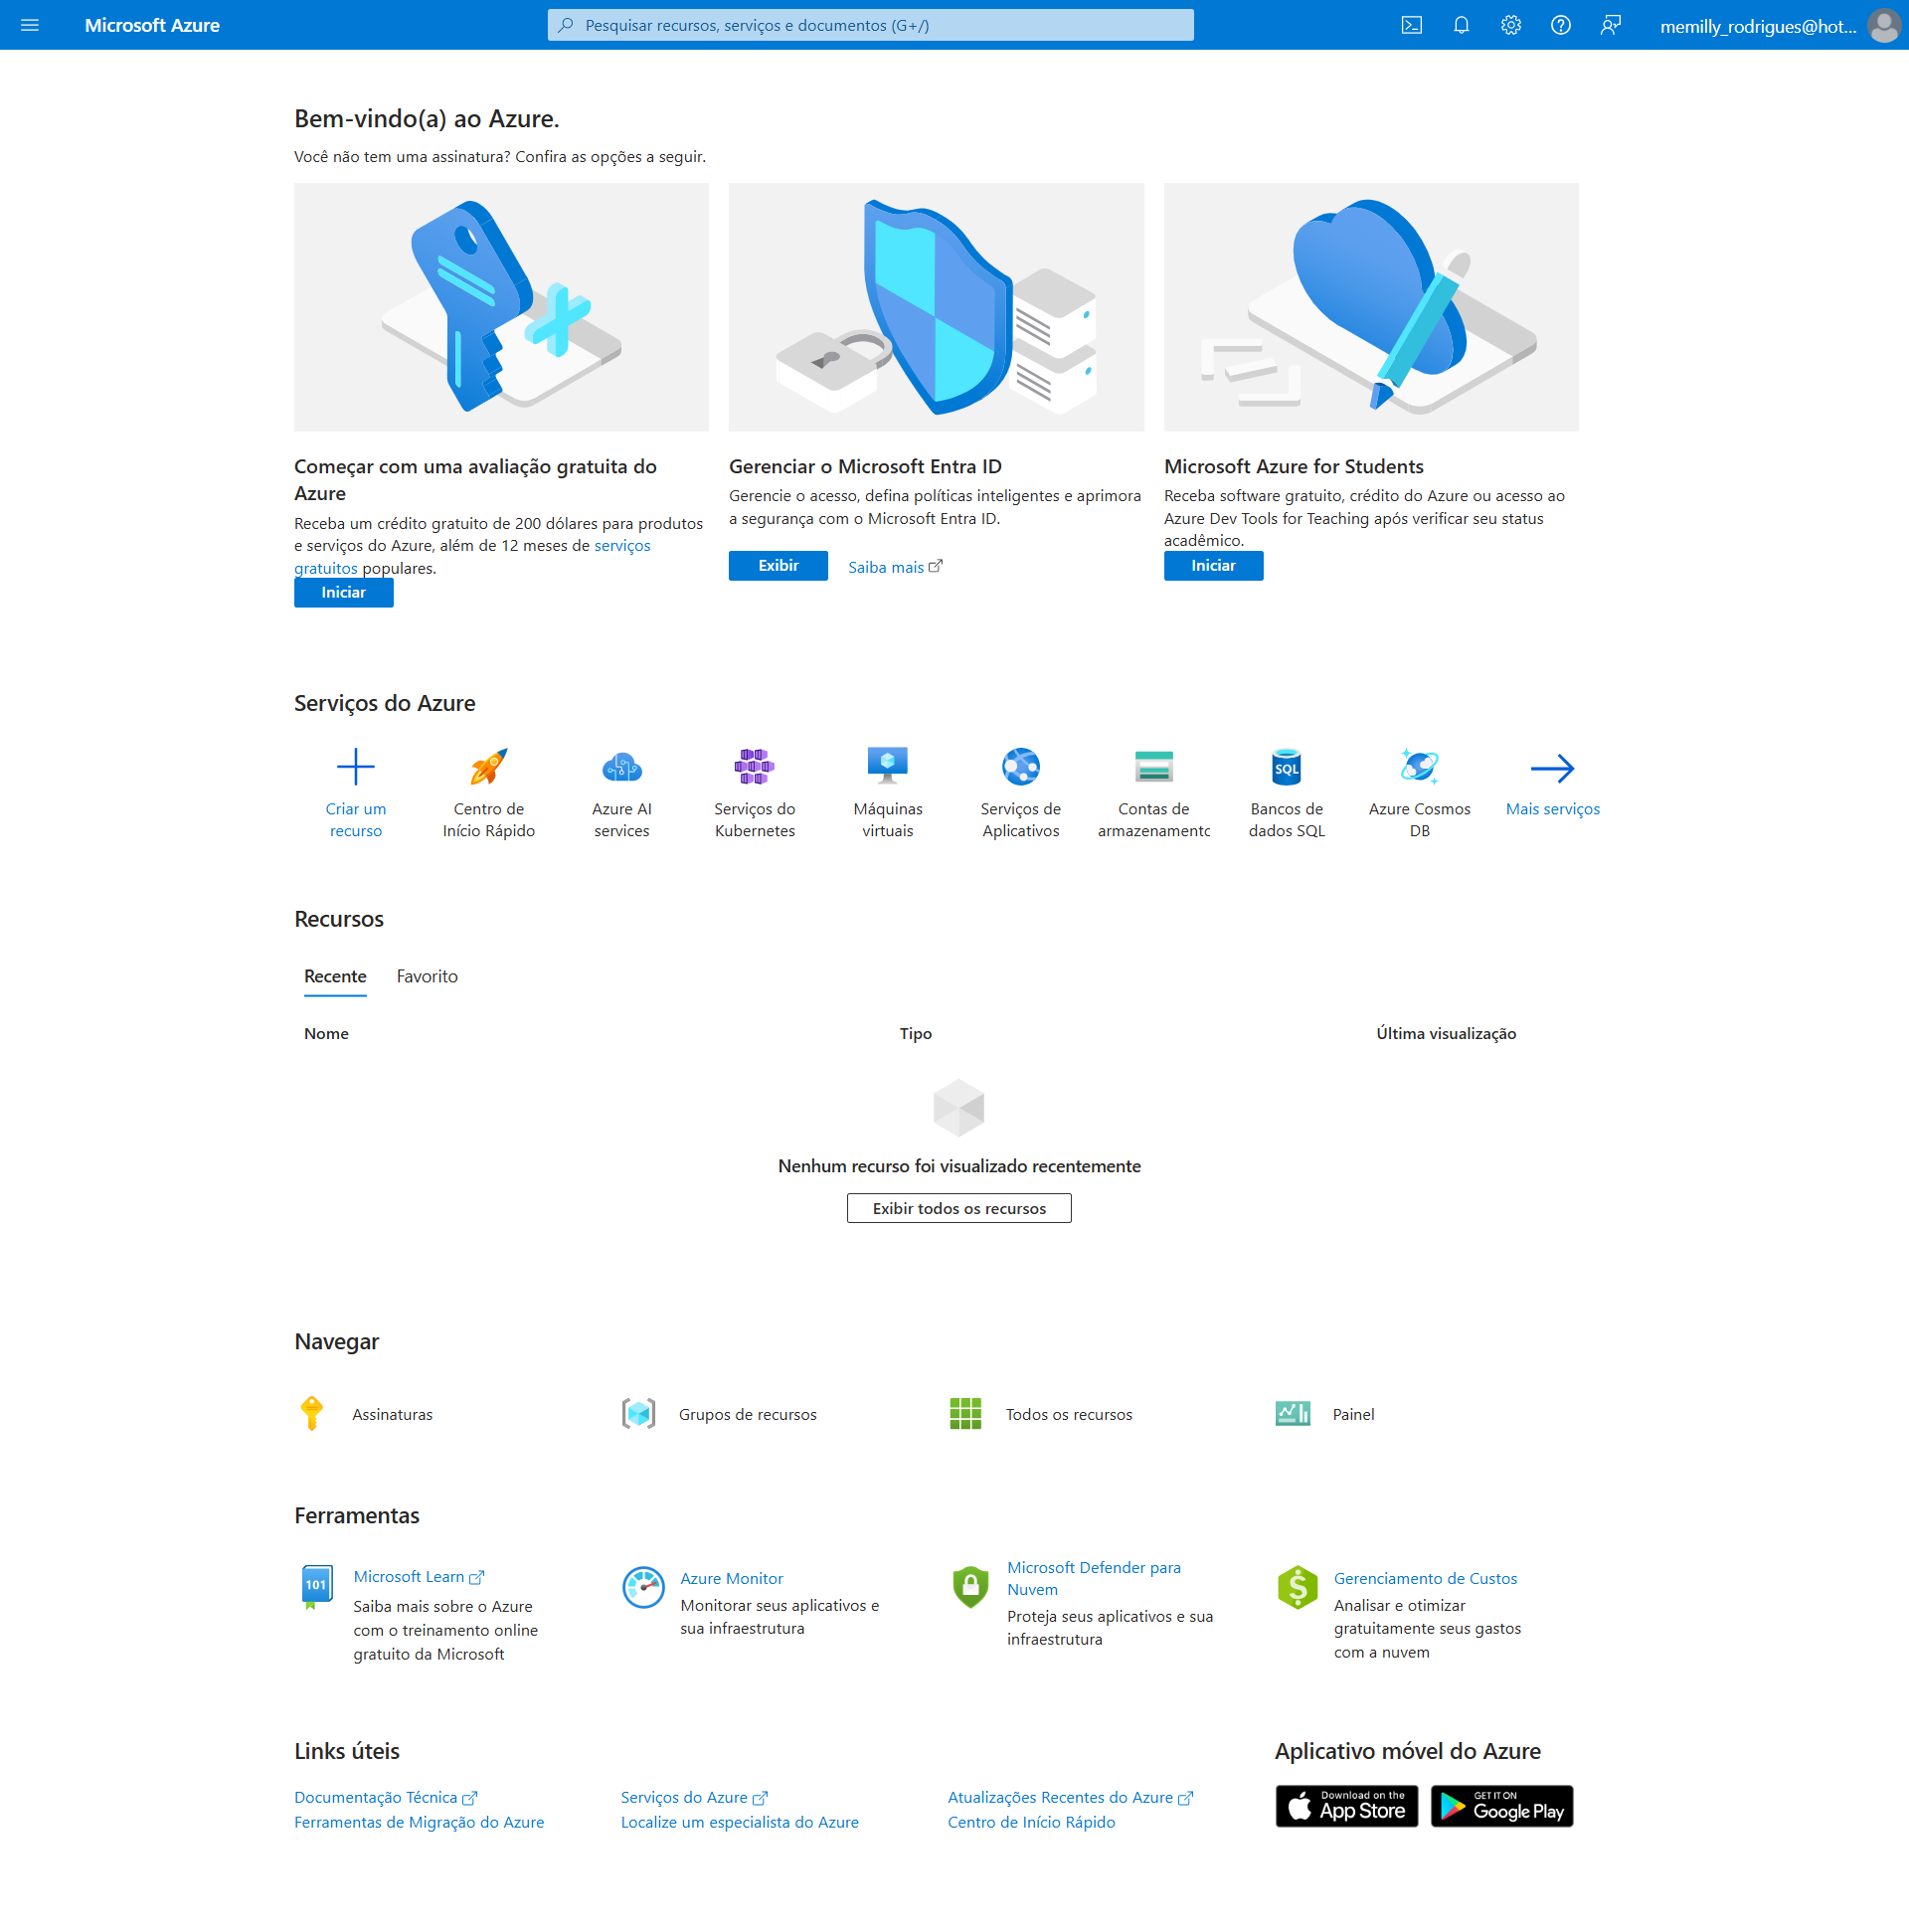 Microsoft Azure
Pesquisar recursos, serviços e documentos (G+/)
memilly_rodrigues@hot...
Bem-vindo(a) ao Azure.
Você não tem uma assinatura? Confira as opções a seguir.
Começar com uma avaliação gratuita do
Azure
Receba um crédito gratuito de 200 dólares para produtos
e serviços do Azure, além de 12 meses de serviços
gratuitos populares.
Iniciar
Gerenciar o Microsoft Entra ID
Gerencie o acesso, defina políticas inteligentes e aprimora
a segurança com o Microsoft Entra ID.
Exibir
Saiba mais
Microsoft Azure for Students
Receba software gratuito, crédito do Azure ou acesso ao
Azure Dev Tools for Teaching após verificar seu status
acadêmico.
Iniciar
Serviços do Azure
Criar um
recurso
Centro de
Início Rápido
Azure AI
services
Serviços do
Kubernetes
Máquinas
virtuais
Serviços de
Aplicativos
Contas de
armazenamento
SQL
Bancos de
dados SQL
Azure Cosmos
DB
Mais serviços
Recursos
Recente
Favorito
Nome
Tipo
Última visualização
Nenhum recurso foi visualizado recentemente
Exibir todos os recursos
Navegar
Assinaturas
Grupos de recursos
Todos os recursos
Painel
Ferramentas
101
Microsoft Learn
Saiba mais sobre o Azure
com o treinamento online
gratuito da Microsoft
Azure Monitor
Monitorar seus aplicativos e
sua infraestrutura
Microsoft Defender para
Nuvem
Proteja seus aplicativos e sua
infraestrutura
Gerenciamento de Custos
Analisar e otimizar
gratuitamente seus gastos
com a nuvem
Links úteis
Documentação Técnica
Ferramentas de Migração do Azure
Serviços do Azure
Localize um especialista do Azure
Atualizações Recentes do Azure
Centro de Início Rápido
Aplicativo móvel do Azure
Download on the
App Store
GET IT ON
Google Play